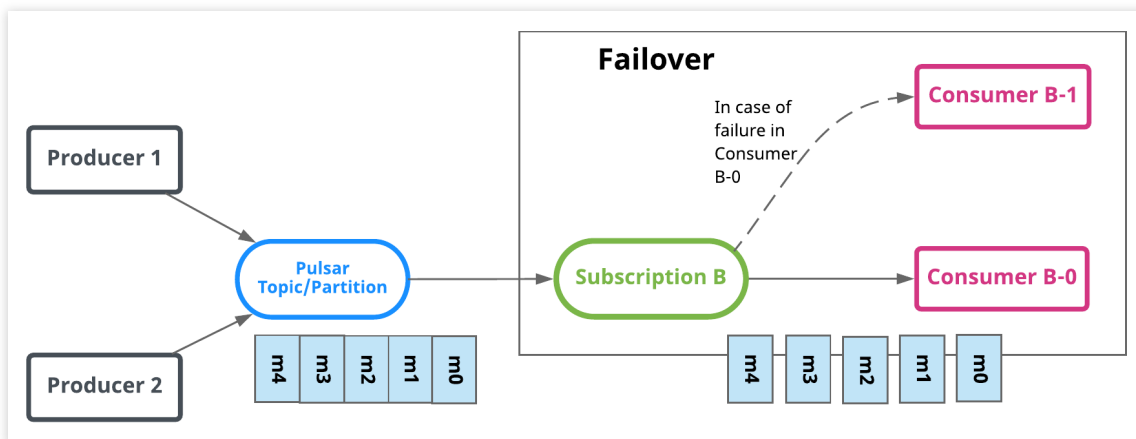 Failover
In case of
failure in
Consumer
B-0
Consumer B-1
Producer 1
Pulsar
Topic/Partition
Subscription B
Consumer B-0
Producer 2
m4
m3
m2
m1
m0
m4
m3
m2
m1
m0